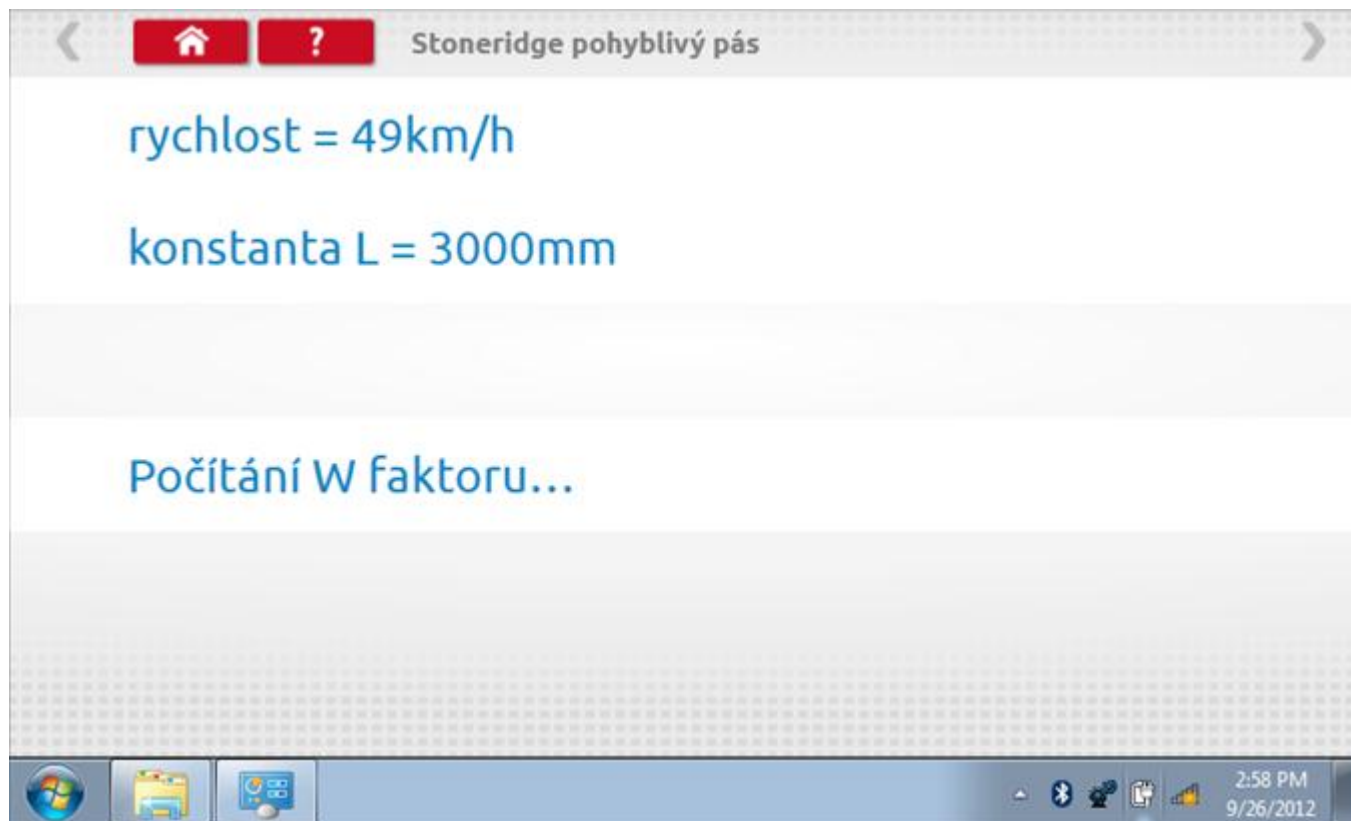 ? Stoneridge pohyblivý pás
rychlost = 49km/h
konstanta L = 3000mm
Počítání W faktoru...
2:58 PM
9/26/2012